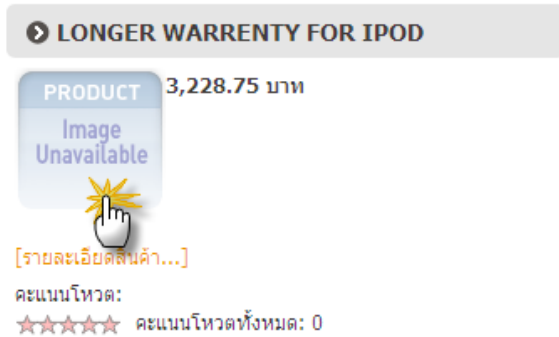 LONGER WARRENTY FOR IPOD
3,228.75 บาท
PRODUCT
Image
Unavailable
[รายละเอียดสินค้า...]
คะแนนโหวต:
คะแนนโหวตทั้งหมด: 0